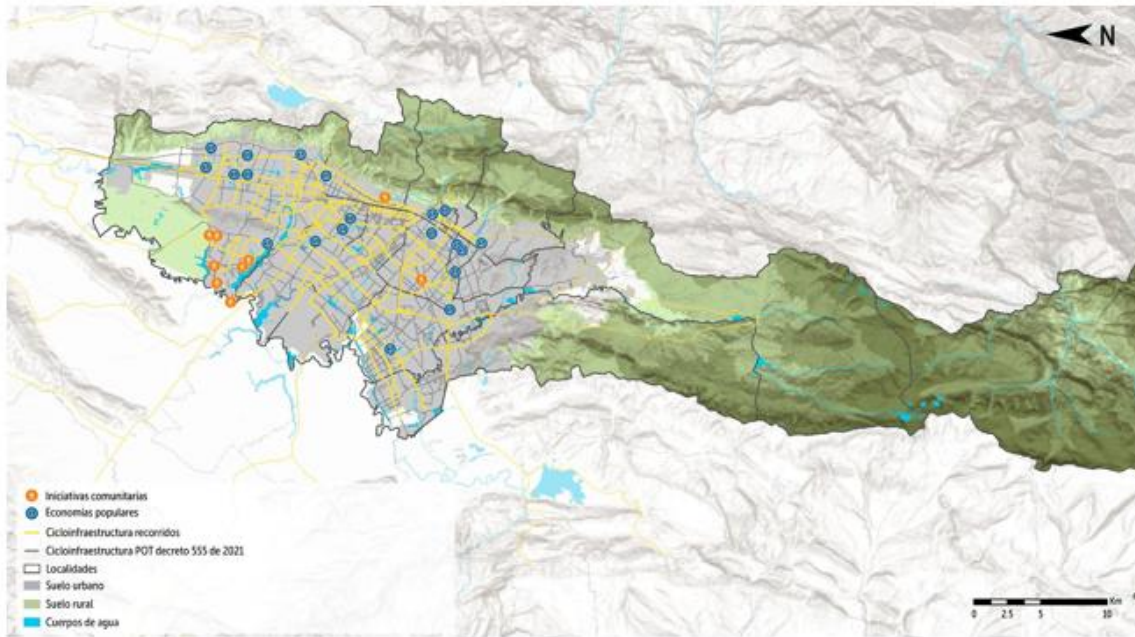 N
Iniciativas comunitarias
Economías populares
Cicloinfraestructura recorridos
Cicloinfraestructura POT decreto 555 de 2021
Localidades
Suelo urbano
Suelo rural
Cuerpos de agua
Km
0 2.5 5 10